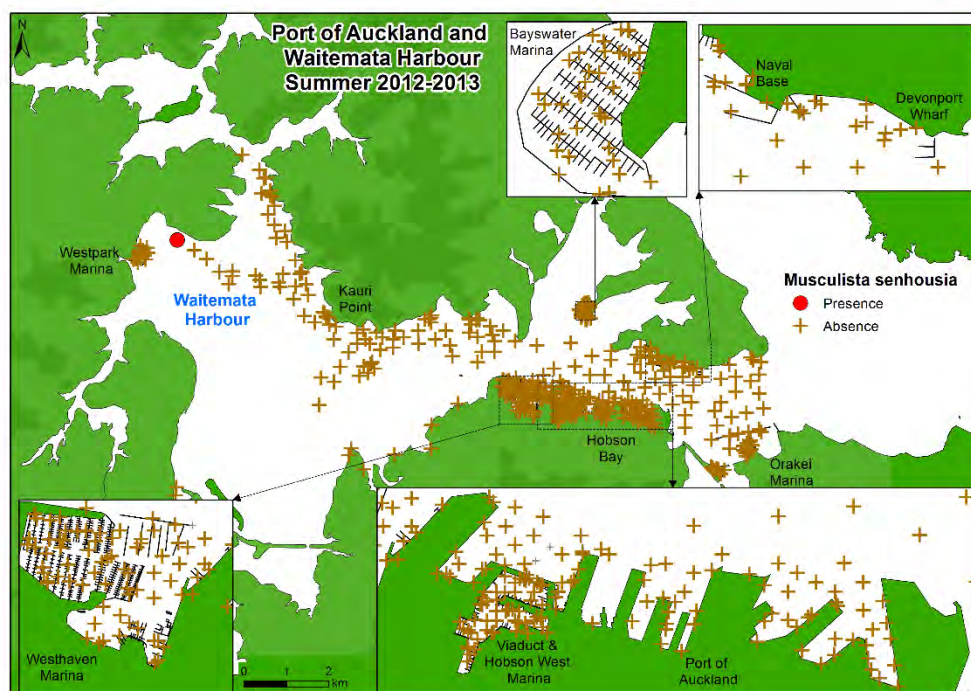 N
Port of Auckland and
Waitemata Harbour
Summer 2012-2013
Bayswater
Marina
Naval
Base
Devonport
Wharf
Westpark
Marina
Waitemata
Harbour
Kauri
Point
Musculista senhousia
Presence
Absence
Hobson
Bay
Orakei
Marina
Westhaven
Marina
0 1 2
km
Viaduct &
Hobson West
Marina
Port of
Auckland